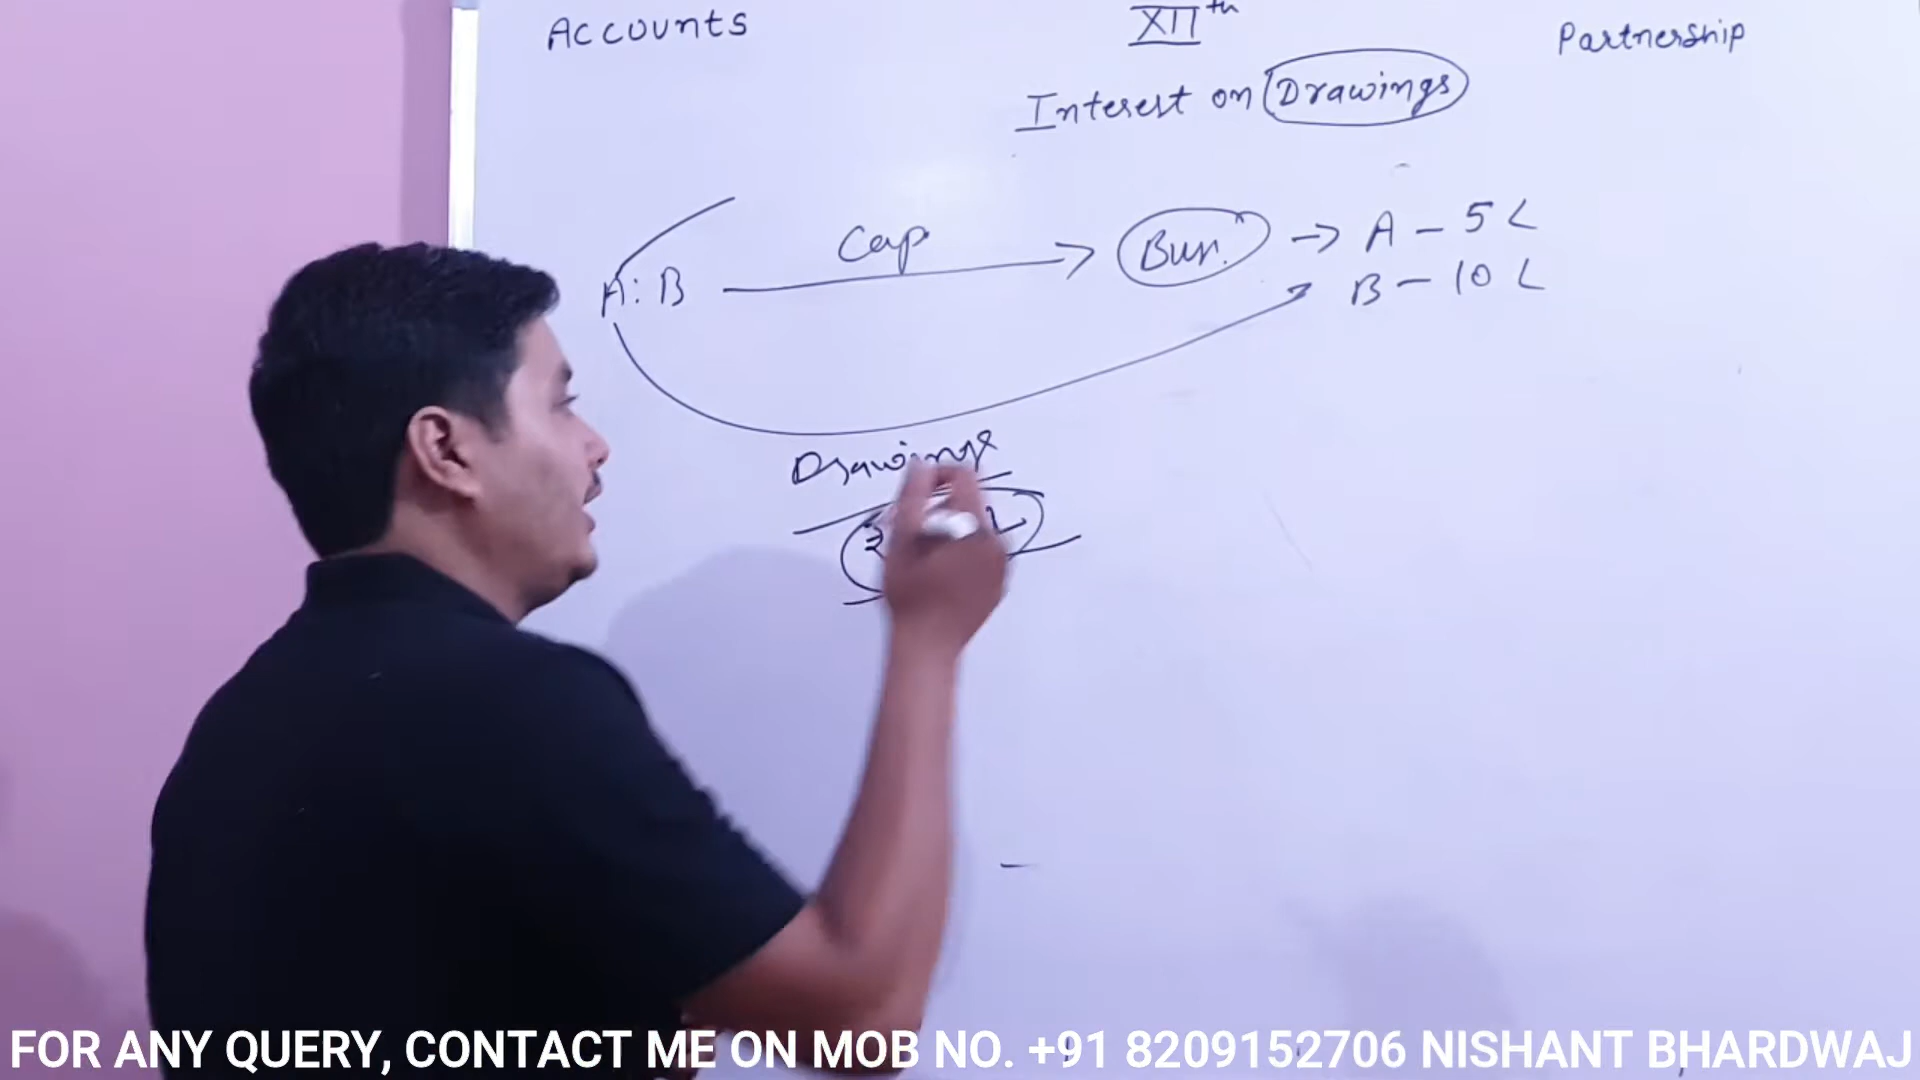 Accounts XIIth Partnership
Interest on Drawings
Cap
A : B Bus. → A - 5 L
B - 10 L
Drawings
₹ L
FOR ANY QUERY, CONTACT ME ON MOB NO. +91 8209152706 NISHANT BHARDWAJ